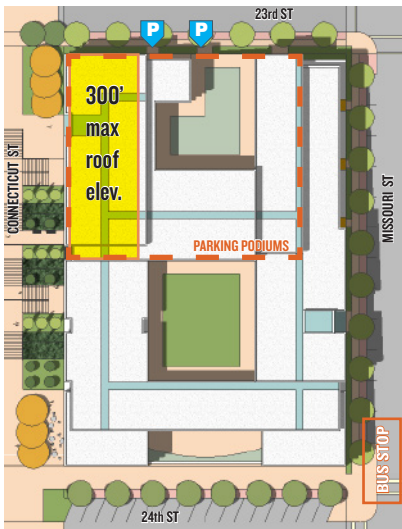 23rd ST
P P
300'
max
roof
elev.
CONNECTICUT ST
MISSOURI ST
PARKING PODIUMS
BUS STOP
24th ST